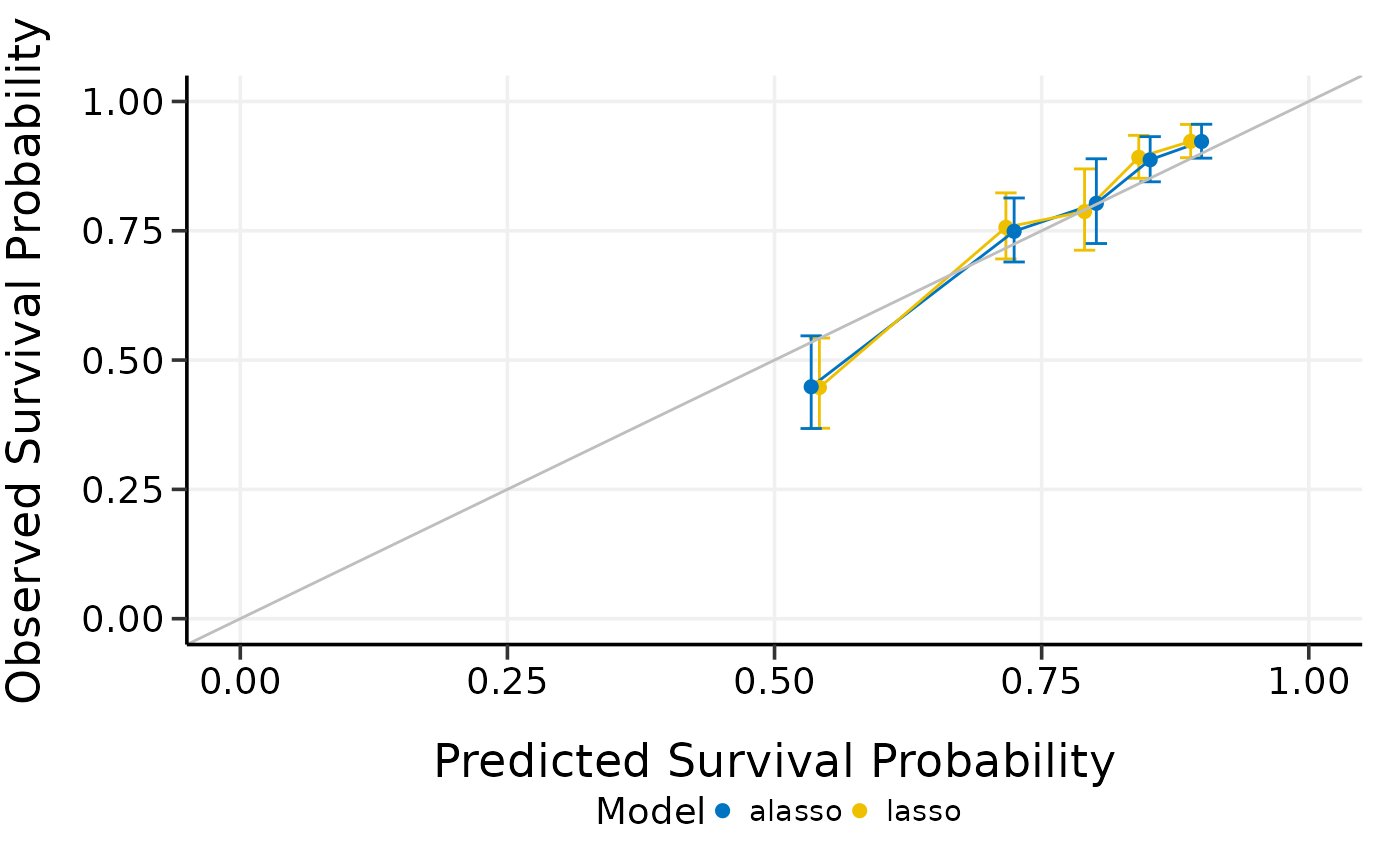 Observed Survival Probability
1.00
0.75
0.50
0.25
0.00
0.00 0.25 0.50 0.75 1.00
Predicted Survival Probability
Model alasso lasso